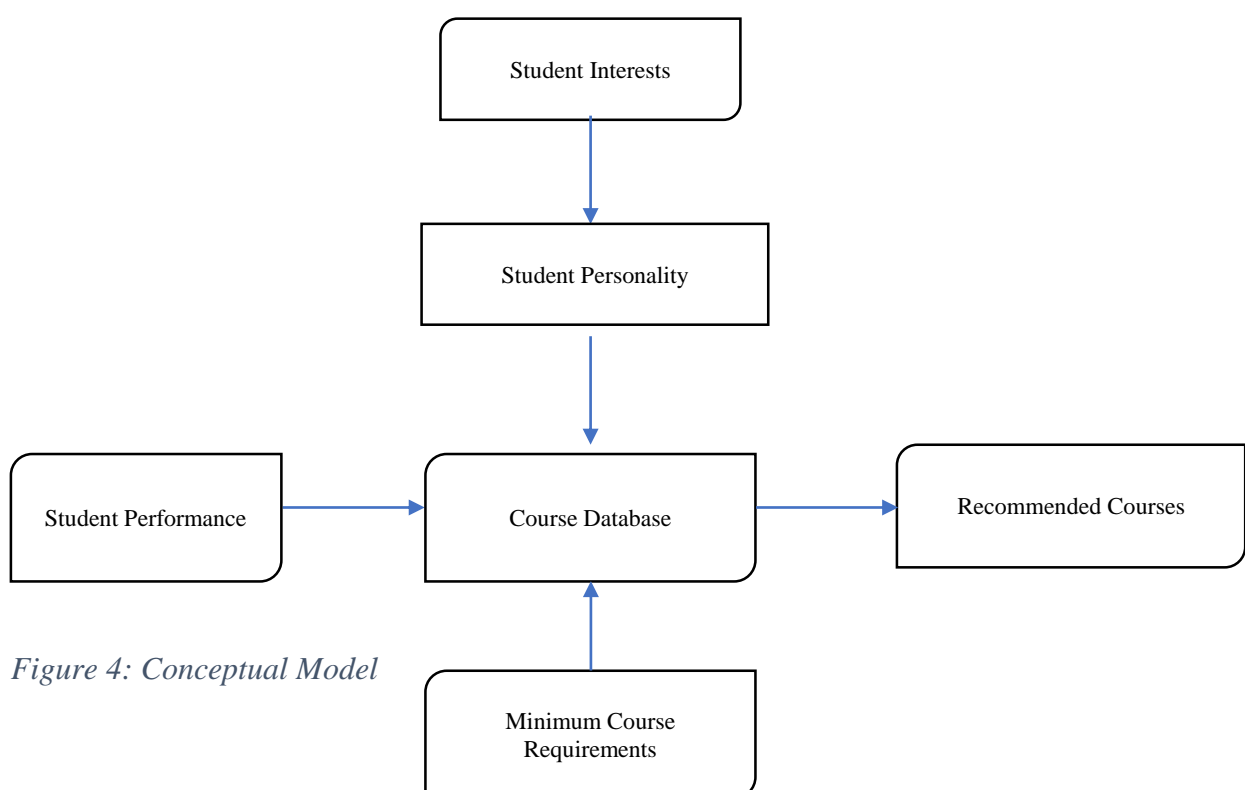 Student Interests
Student Personality
Student Performance
Course Database
Recommended Courses
Figure 4: Conceptual Model
Minimum Course
Requirements